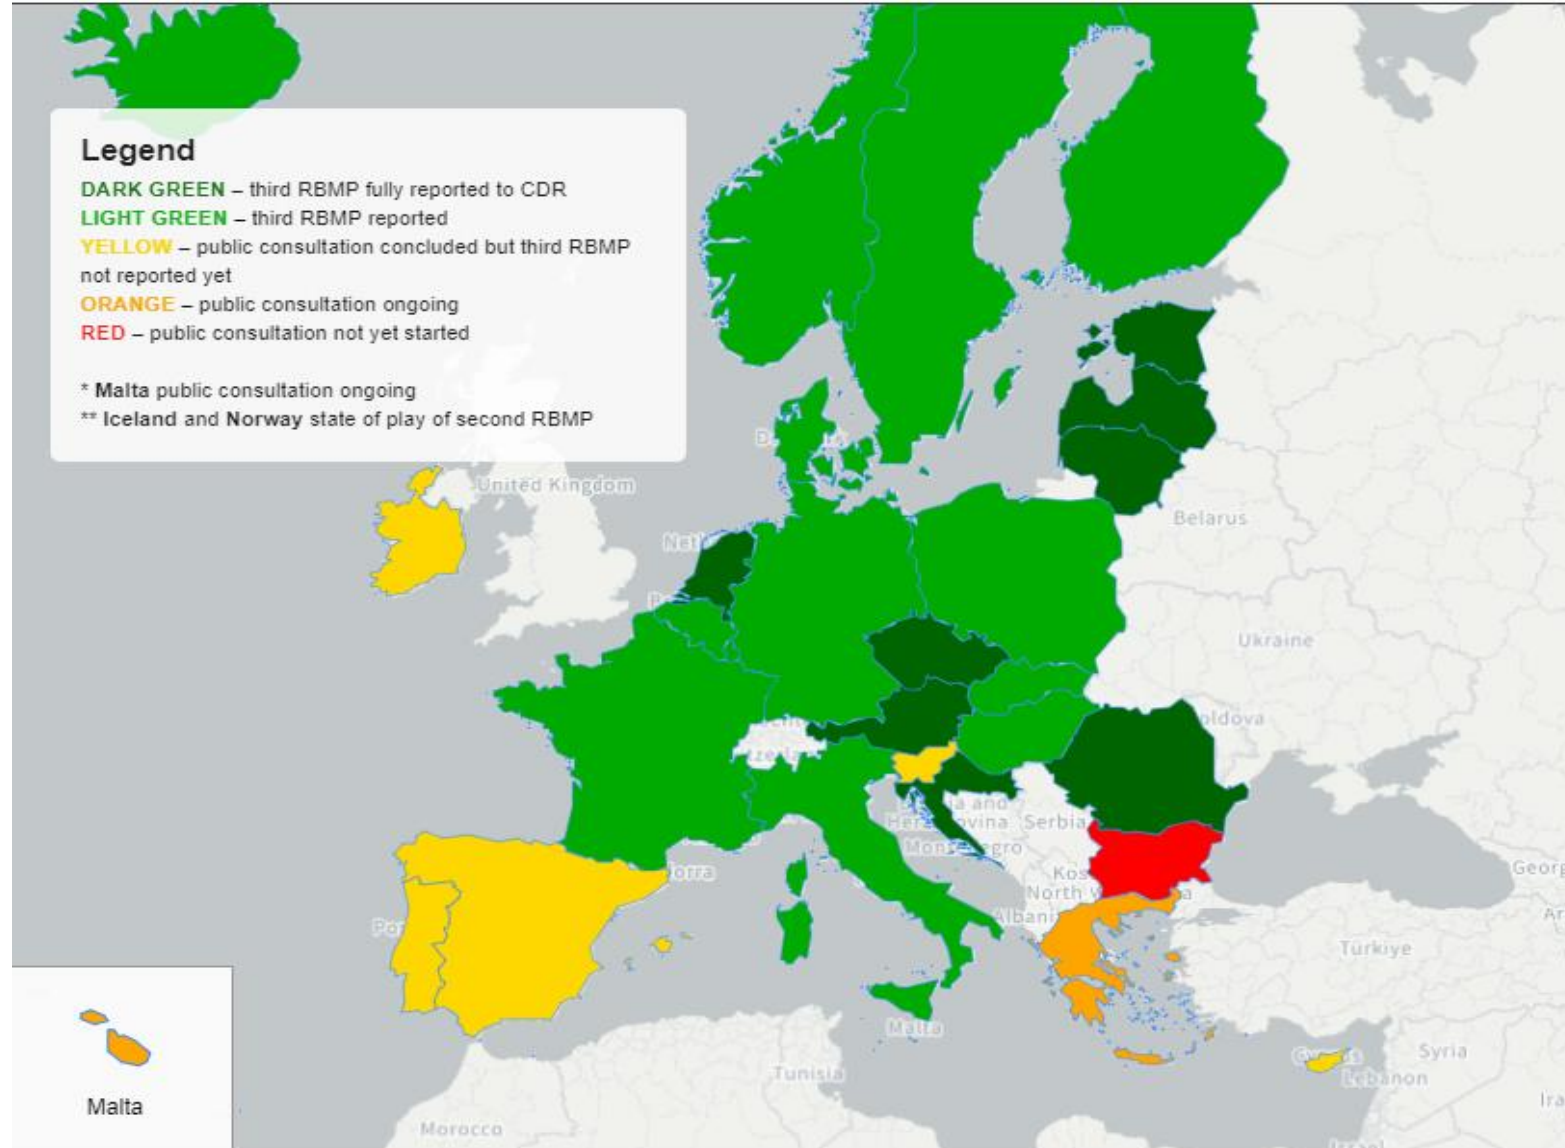 Legend
DARK GREEN – third RBMP fully reported to CDR
LIGHT GREEN – third RBMP reported
YELLOW – public consultation concluded but third RBMP
not reported yet
ORANGE – public consultation ongoing
RED – public consultation not yet started
* Malta public consultation ongoing
** Iceland and Norway state of play of second RBMP
United Kingdom
Belarus
Ukraine
Serbia
Türkiye
Malta
Syria
Lebanon
Tunisia
Morocco
Malta